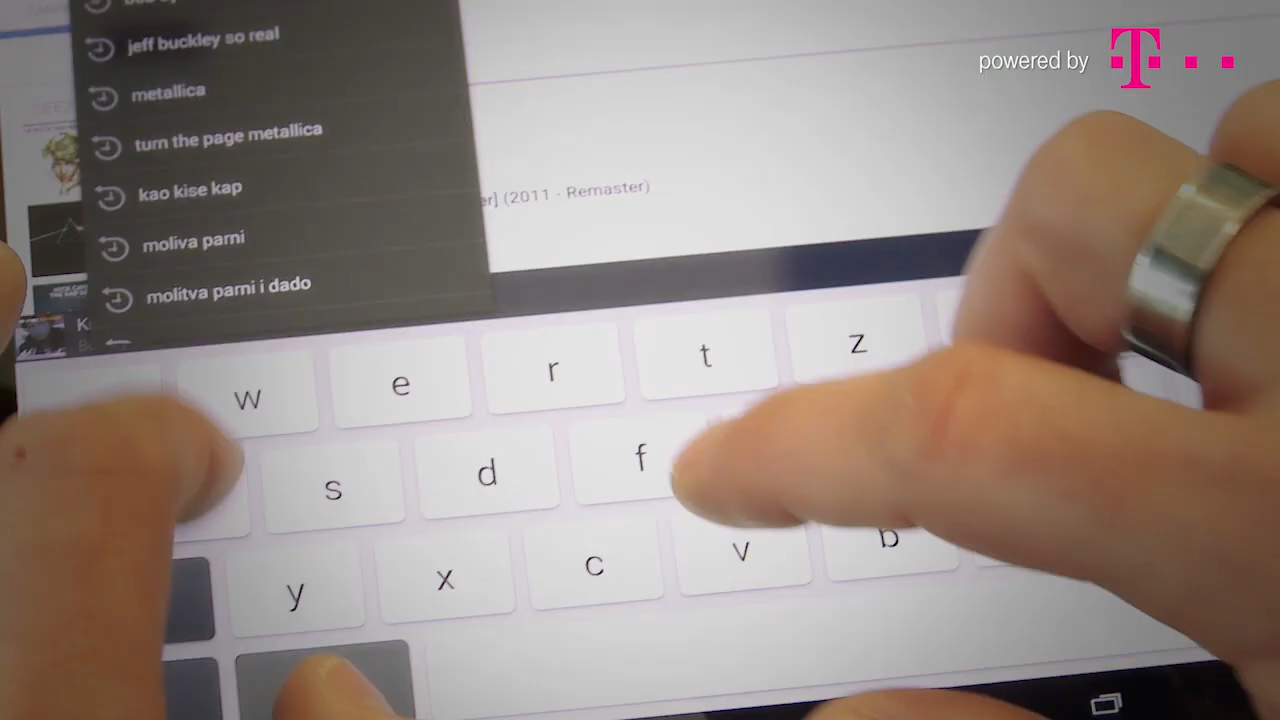 powered by T
jeff buckley so real
metallica
turn the page metallica
kao kise kap
moliva parni
molitva parni i dado
er] (2011 - Remaster)
w e r t z
s d f
y x c v b